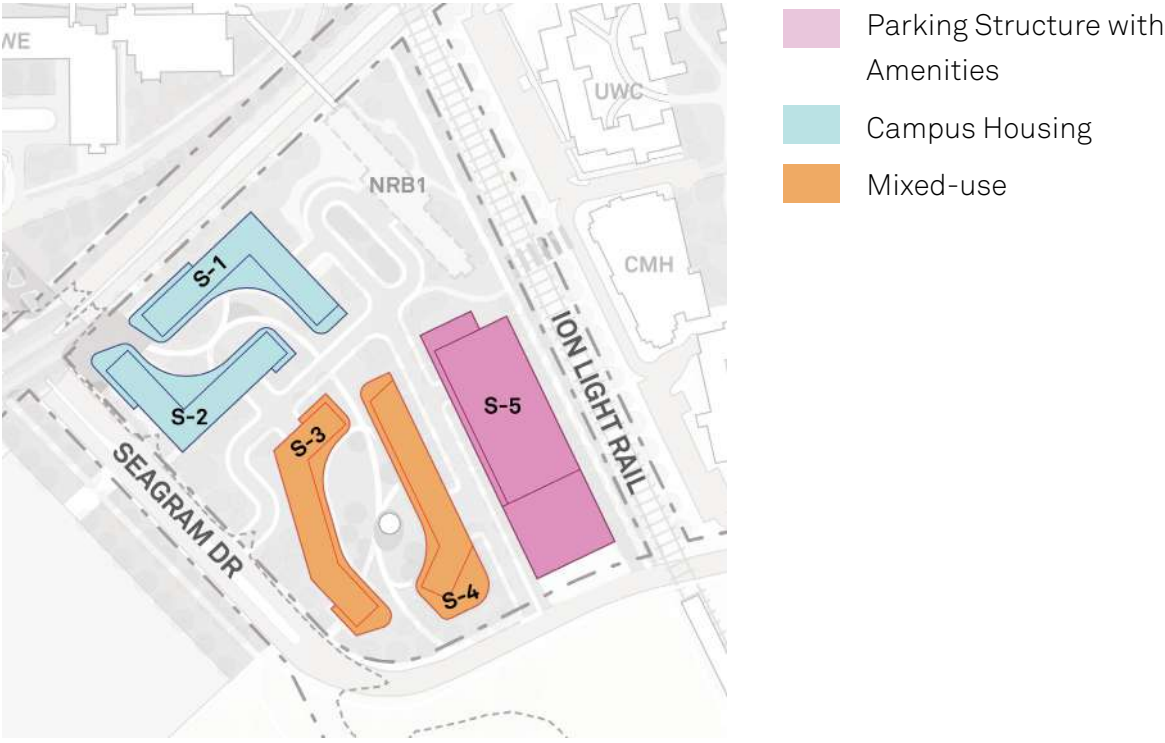 WE
UWC
NRB1
CMH
S-1
S-2
S-3
S-4
S-5
ION LIGHT RAIL
SEAGRAM DR
Parking Structure with
Amenities
Campus Housing
Mixed-use